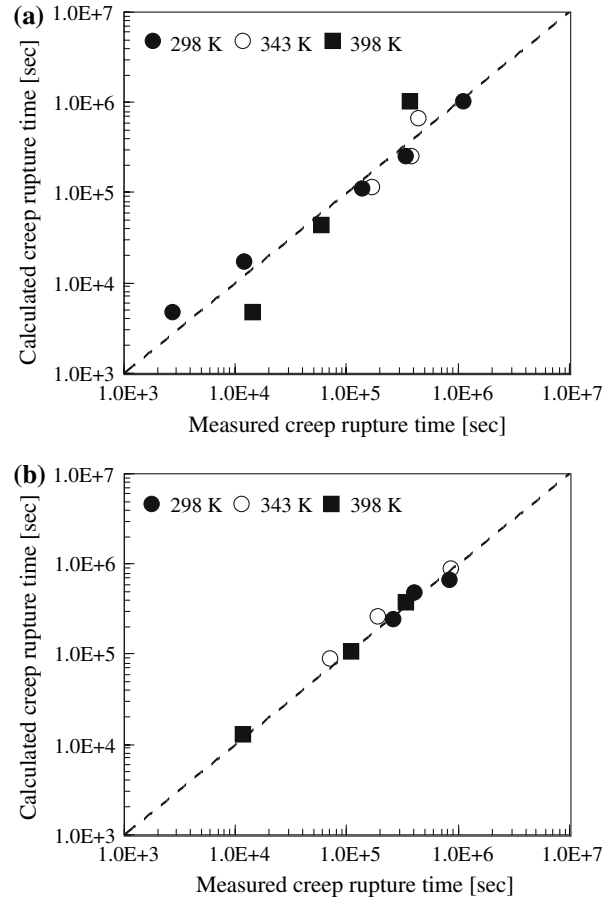 (a)
1.0E+7
1.0E+6
1.0E+5
1.0E+4
1.0E+3
Calculated creep rupture time [sec]
298 K 343 K 398 K
1.0E+3 1.0E+4 1.0E+5 1.0E+6 1.0E+7
Measured creep rupture time [sec]
(b)
1.0E+7
1.0E+6
1.0E+5
1.0E+4
1.0E+3
Calculated creep rupture time [sec]
298 K 343 K 398 K
1.0E+3 1.0E+4 1.0E+5 1.0E+6 1.0E+7
Measured creep rupture time [sec]